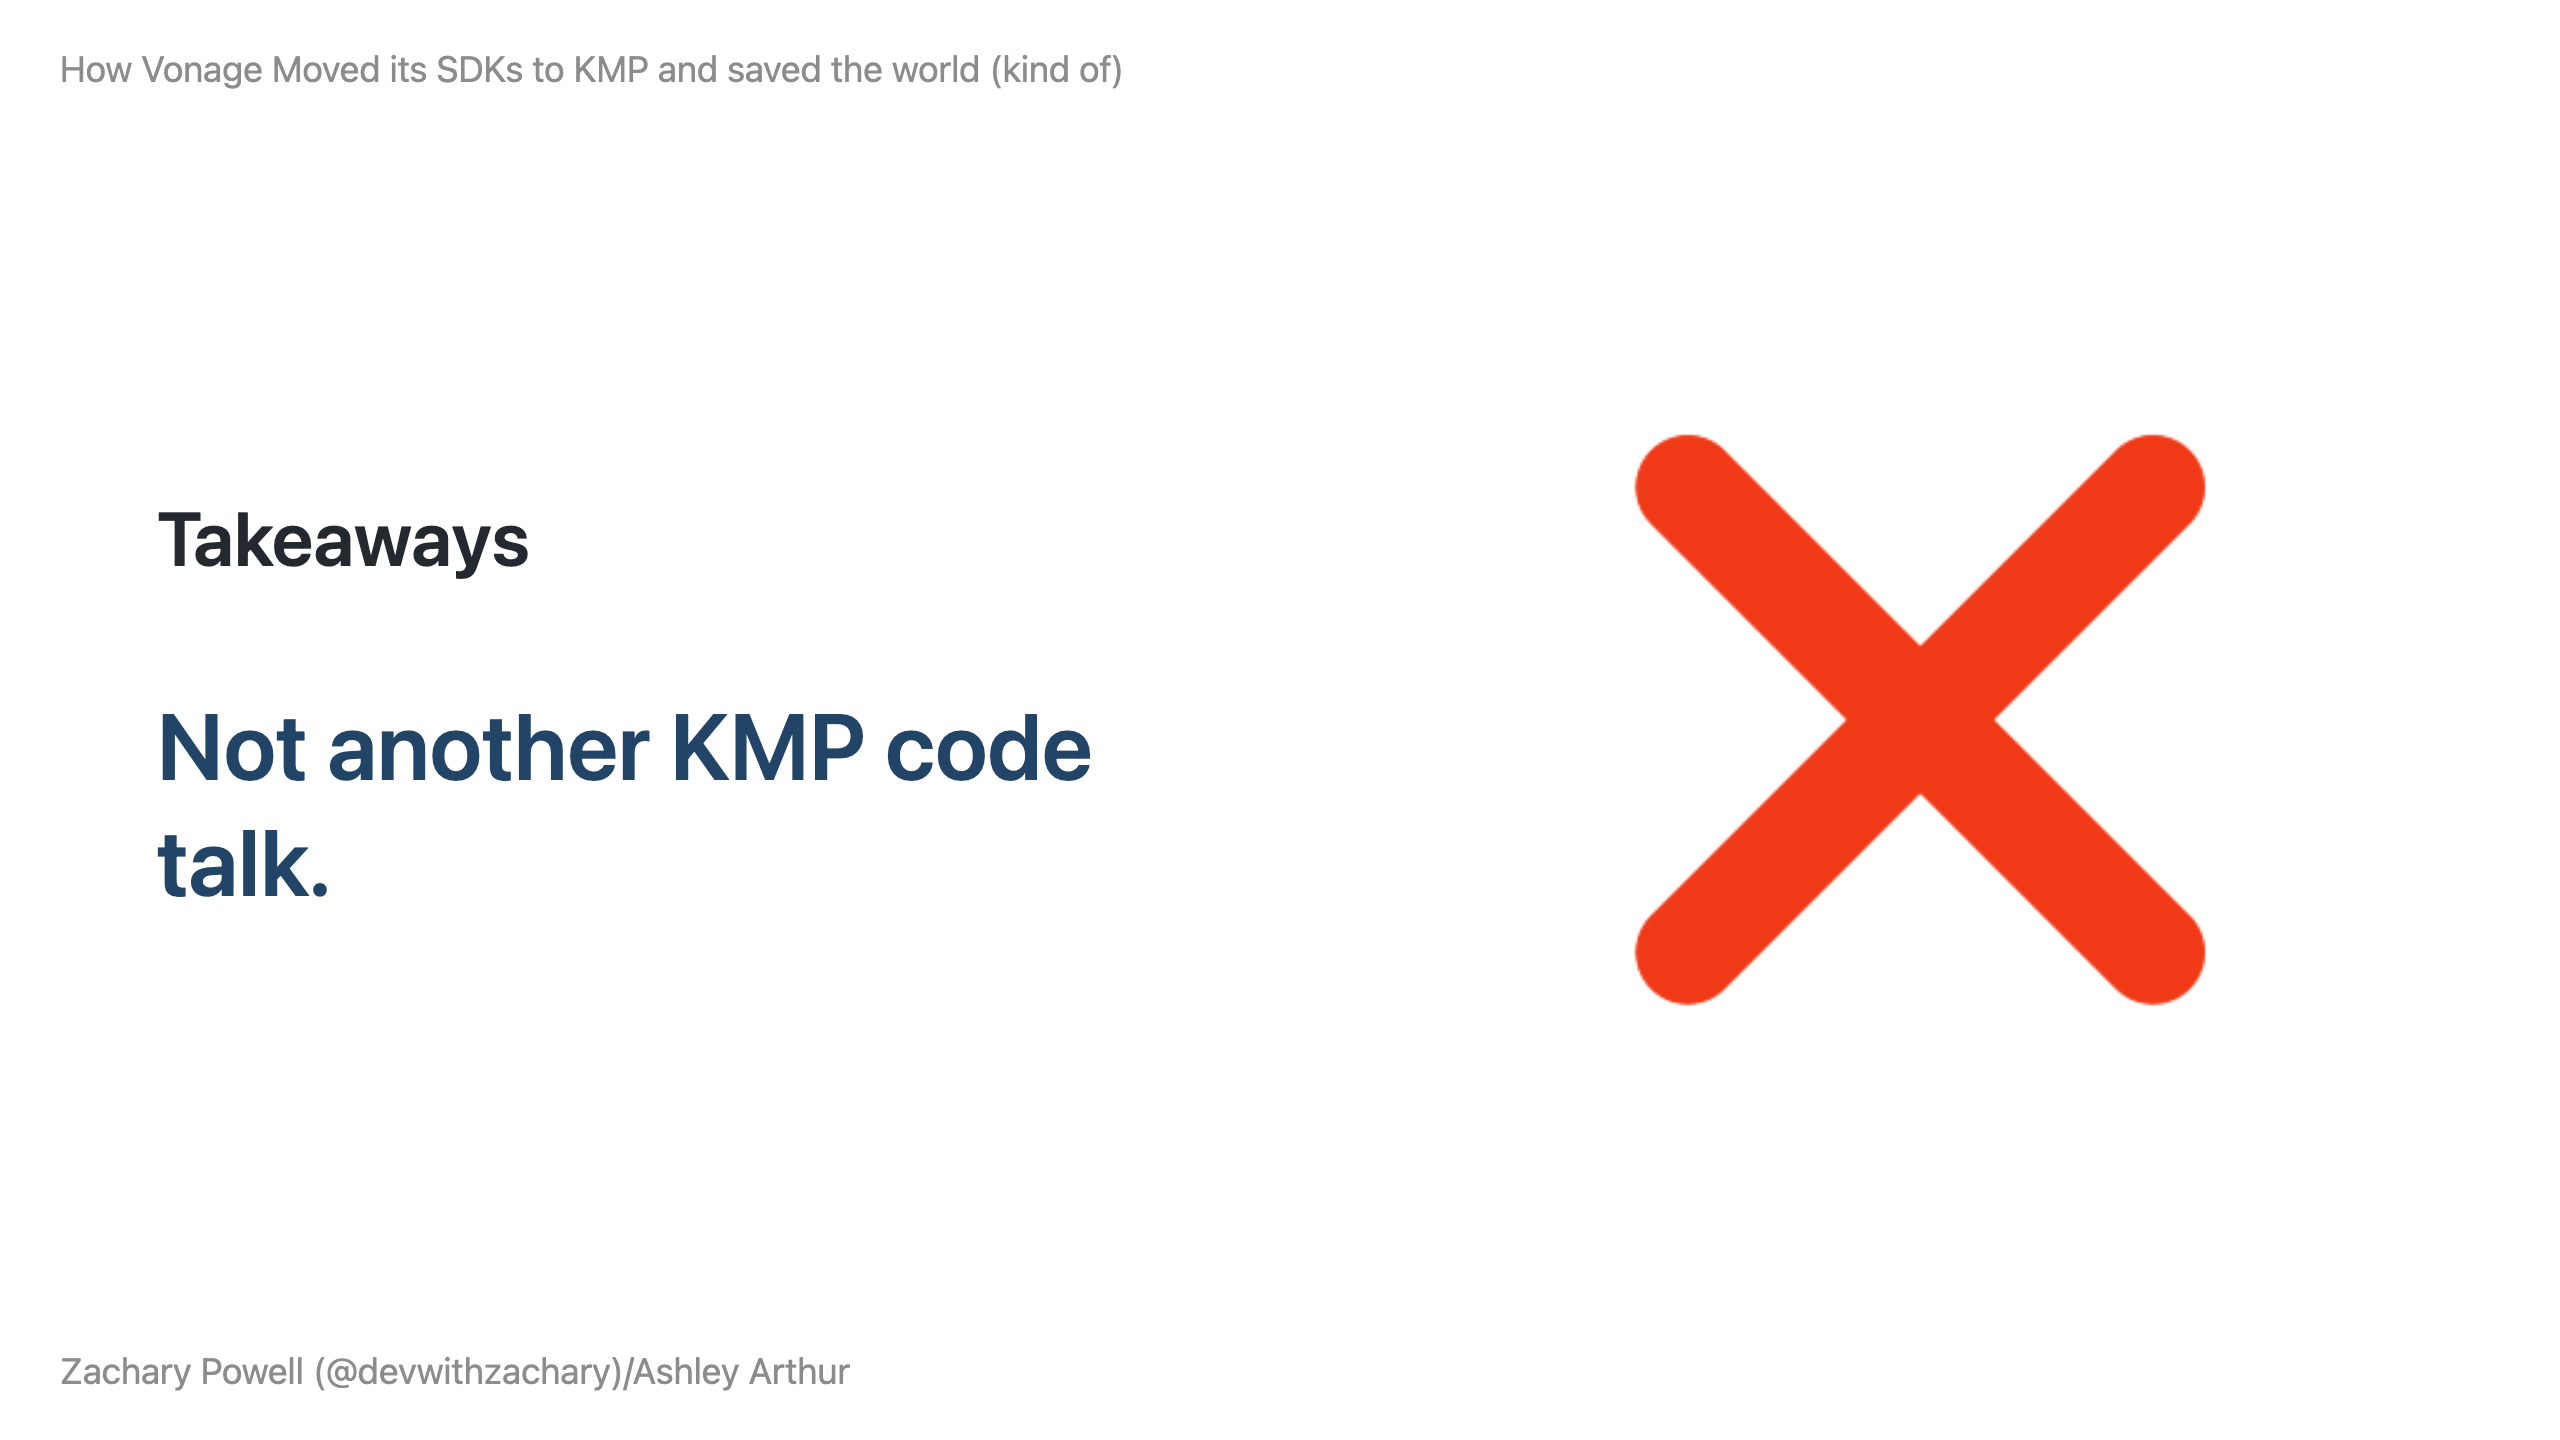 How Vonage Moved its SDKs to KMP and saved the world (kind of)
Takeaways
Not another KMP code
talk.
Zachary Powell (@devwithzachary)/Ashley Arthur